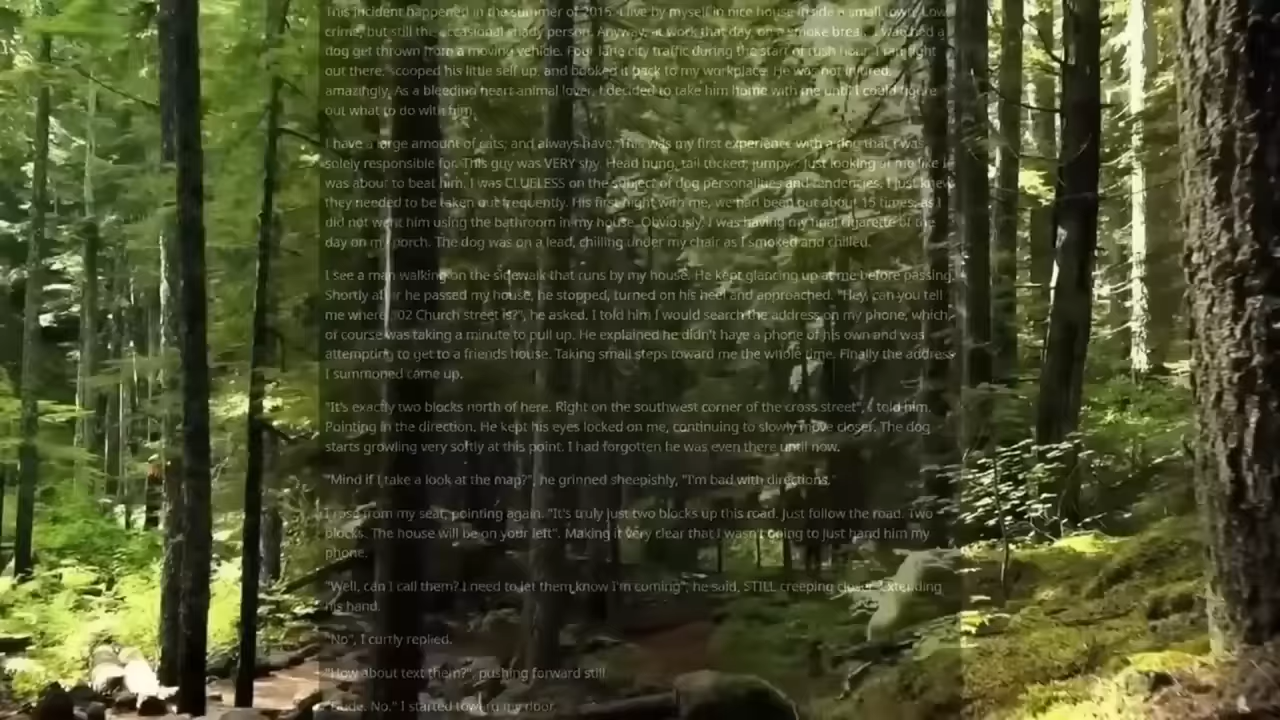 This incident happened in the summer of 2015. I live by myself in nice house inside a small town. Low
crime, but still the occasional shady person. Anyway, at work that day, on a smoke break, I watched a
dog get thrown from a moving vehicle. Four lane city traffic during the start of rush hour. I ran right
out there, scooped his little self up, and booked it back to my workplace. He was not injured,
amazingly. As a bleeding heart animal lover, I decided to take him home with me until I could figure
out what to do with him.
I have a large amount of cats, and always have. This was my first experience with a dog that I was
solely responsible for. This guy was VERY shy. Head hung, tail tucked, jumpy. Just looking at me like I
was about to beat him. I was CLUELESS on the subject of dog personalities and tendencies, I just knew
they needed to be taken out frequently. His first night with me, we had been out about 15 times, as I
did not want him using the bathroom in my house. Obviously. I was having my final cigarette of the
day on my porch. The dog was on a lead, chilling under my chair as I smoked and chilled.
I see a man walking on the sidewalk that runs by my house. He kept glancing up at me before passing.
Shortly after he passed my house, he stopped, turned on his heel and approached. "Hey, can you tell
me where 02 Church street is?", he asked. I told him I would search the address on my phone, which
of course was taking a minute to pull up. He explained he didn't have a phone of his own and was
attempting to get to a friends house. Taking small steps toward me the whole time. Finally the address
I summoned came up.
"It's exactly two blocks north of here. Right on the southwest corner of the cross street", I told him.
Pointing in the direction. He kept his eyes locked on me, continuing to slowly move closer. The dog
starts growling very softly at this point. I had forgotten he was even there until now.
"Mind if I take a look at the map?", he grinned sheepishly, "I'm bad with directions."
I rose from my seat, pointing again. "It's truly just two blocks up this road. Just follow the road. Two
blocks. The house will be on your left". Making it very clear that I wasn't going to just hand him my
phone.
"Well, can I call them? I need to let them know I'm coming", he said, STILL creeping closer, extending
his hand.
"No", I curtly replied.
"How about text them?", pushing forward still
"Dude. No." I started toward my door.